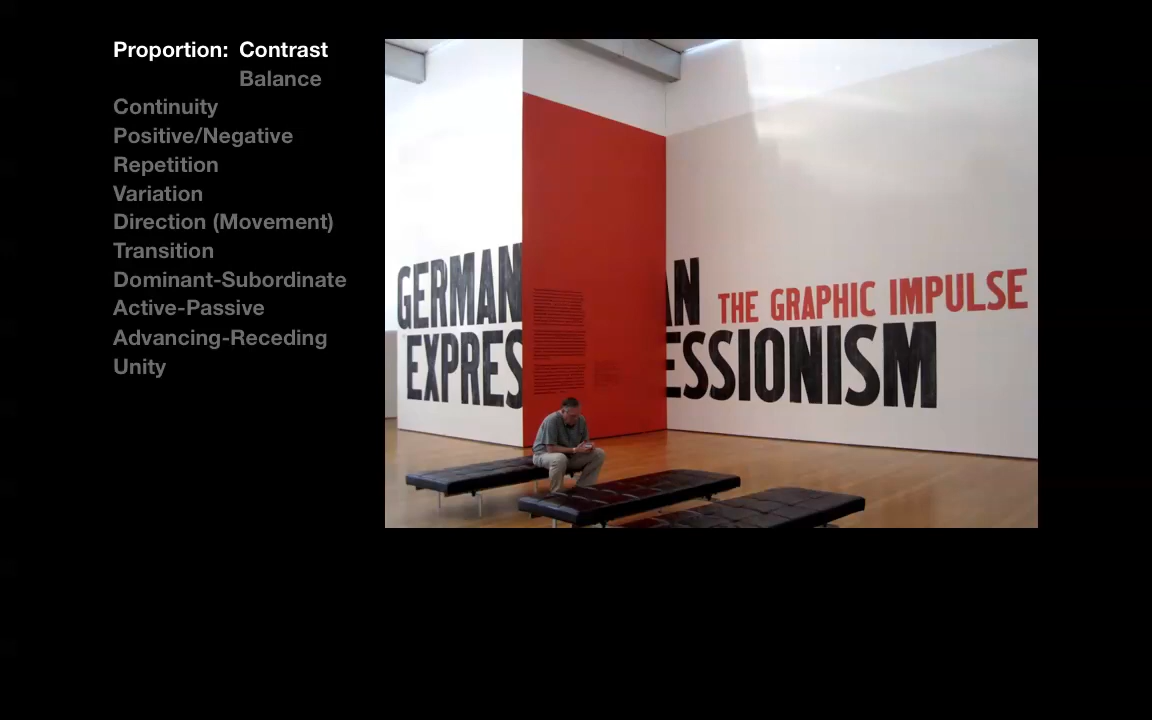 Proportion: Contrast
Balance
Continuity
Positive/Negative
Repetition
Variation
Direction (Movement)
Transition
Dominant-Subordinate
Active-Passive
Advancing-Receding
Unity
GERMAN
EXPRES
AN THE GRAPHIC IMPULSE
ESSIONISM